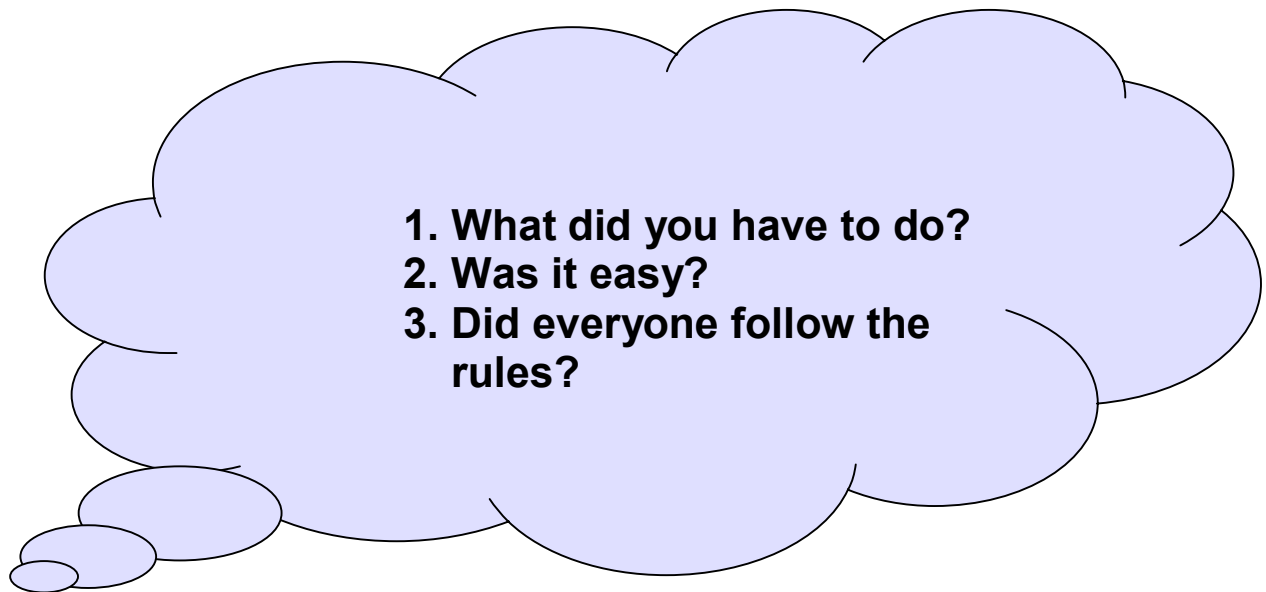 1. What did you have to do?
2. Was it easy?
3. Did everyone follow the
rules?